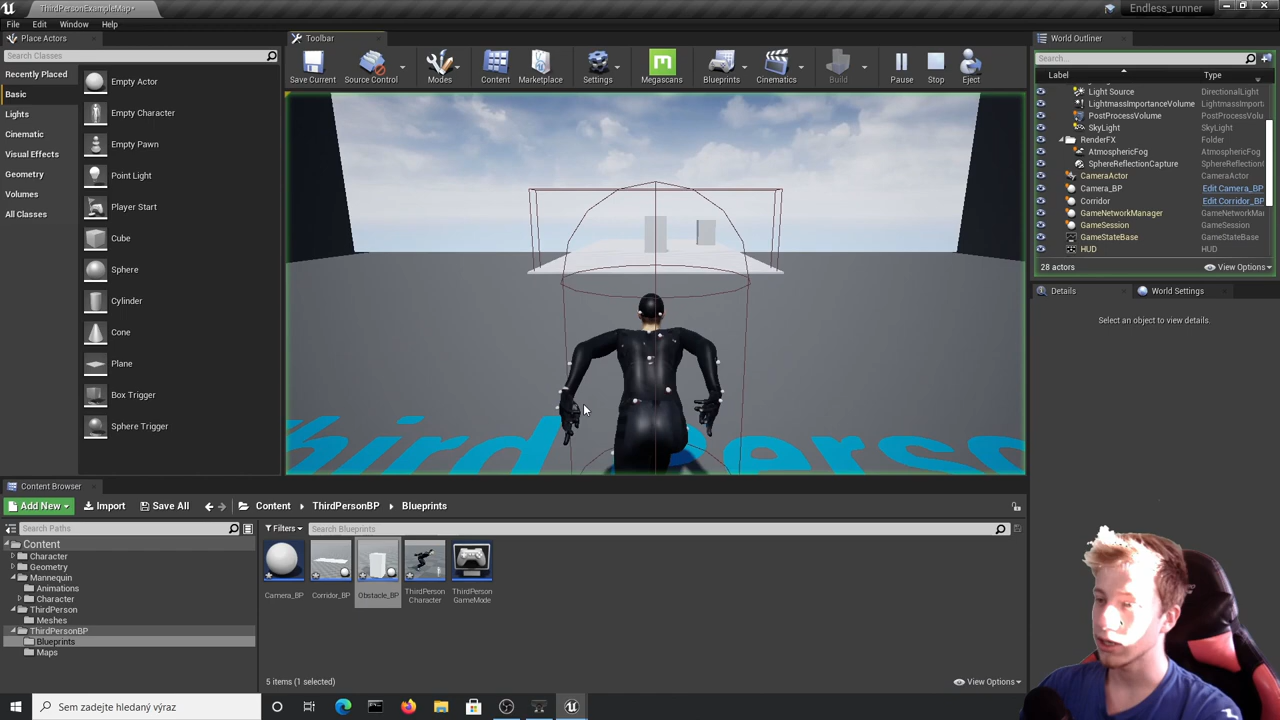 ThirdPersonExampleMap*
Endless_runner
File Edit Window Help
Place Actors
Search Classes
Recently Placed
Basic
Lights
Cinematic
Visual Effects
Geometry
Volumes
All Classes
Empty Actor
Empty Character
Empty Pawn
Point Light
Player Start
Cube
Sphere
Cylinder
Cone
Plane
Box Trigger
Sphere Trigger
Toolbar
Save Current
Source Control
Modes
Content
Marketplace
Settings
Megascans
Blueprints
Cinematics
Build
Pause
Stop
Eject
Third Perso
World Outliner
Search...
Label Type
Light Source DirectionalLight
LightmassImportanceVolume LightmassImport
PostProcessVolume PostProcessVolu
SkyLight SkyLight
RenderFX Folder
AtmosphericFog AtmosphericFog
SphereReflectionCapture SphereReflection
CameraActor CameraActor
Camera_BP Edit Camera_BP
Corridor Edit Corridor_BP
GameNetworkManager GameNetworkMa
GameSession GameSession
GameStateBase GameStateBase
HUD HUD
28 actors View Options
Details World Settings
Select an object to view details.
Content Browser
Add New Import Save All Content ThirdPersonBP Blueprints
Search Paths
Content
Character
Geometry
Mannequin
Animations
Character
ThirdPerson
Meshes
ThirdPersonBP
Blueprints
Maps
Filters Search Blueprints
Camera_BP
Corridor_BP
Obstacle_BP
ThirdPerson
Character
ThirdPerson
GameMode
5 items (1 selected) View Options
Sem zadejte hledaný výraz